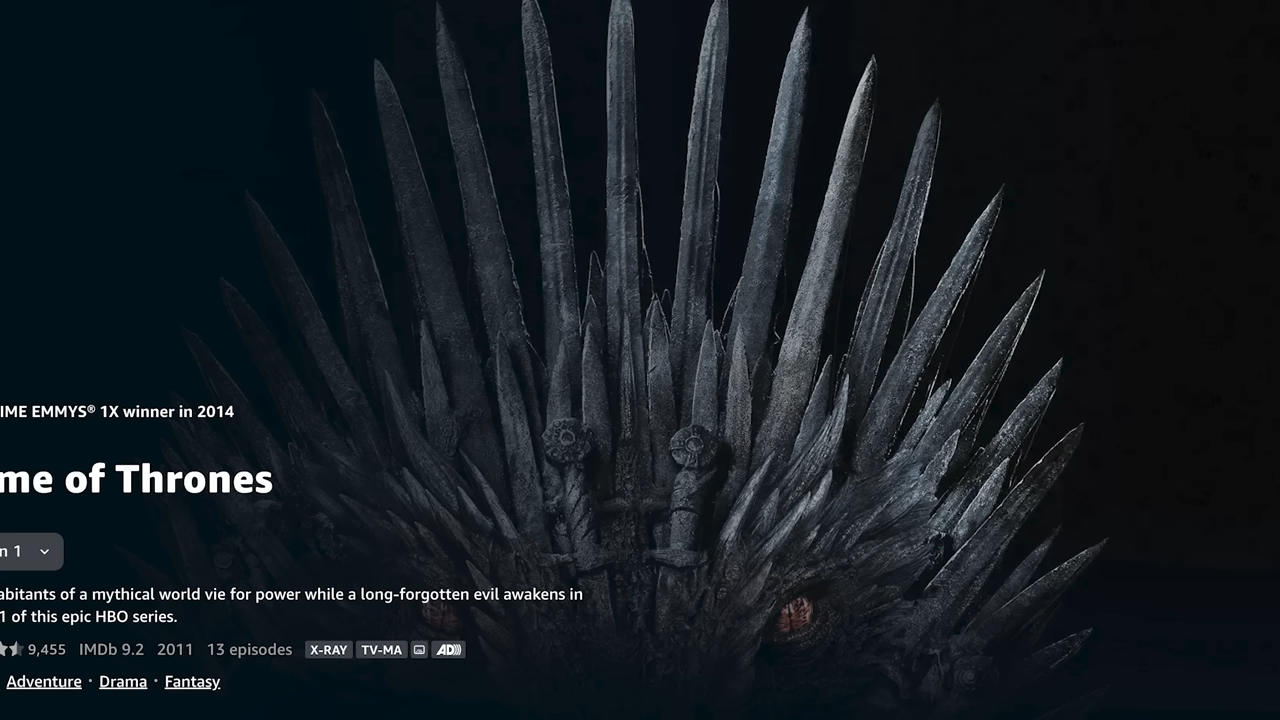 IME EMMYS® 1X winner in 2014
me of Thrones
n 1
abitants of a mythical world vie for power while a long-forgotten evil awakens in
1 of this epic HBO series.
9,455 IMDb 9.2 2011 13 episodes X-RAY TV-MA AD
Adventure · Drama · Fantasy